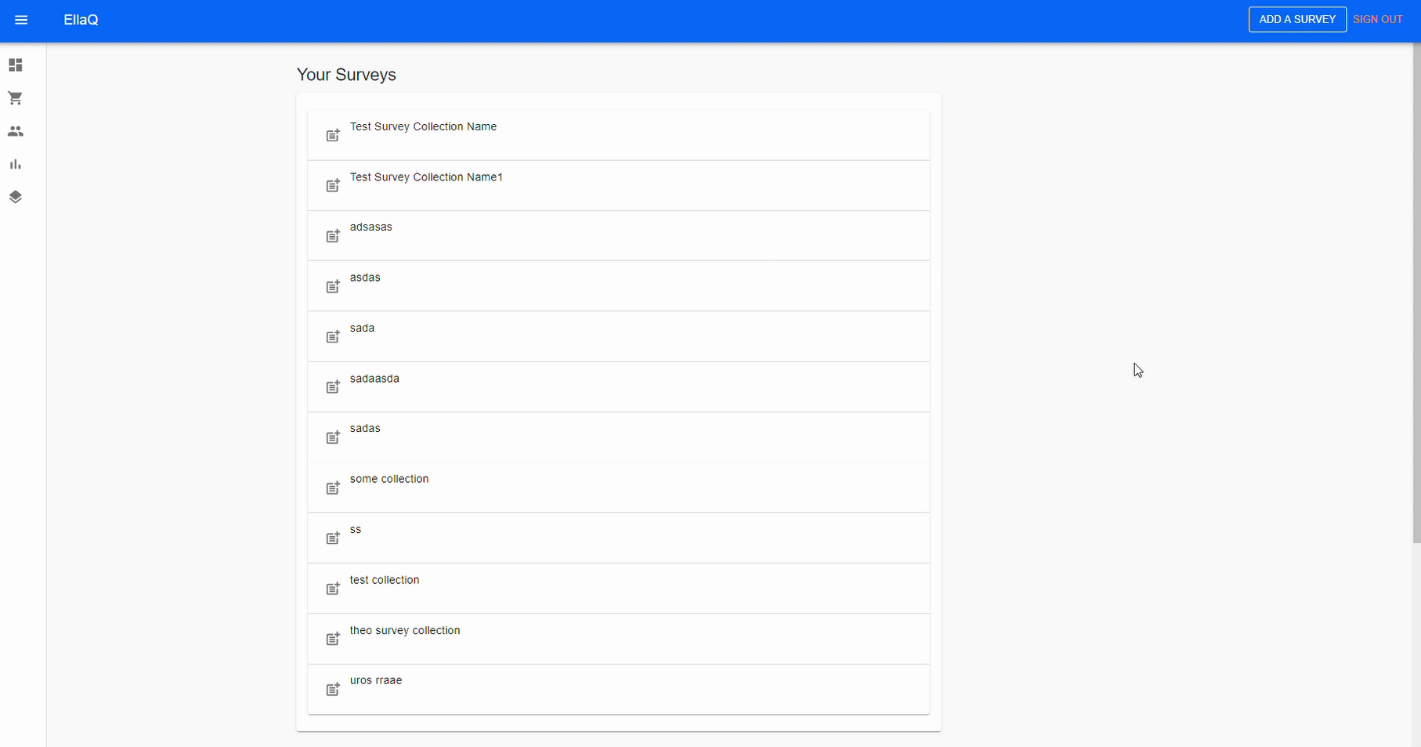 EllaQ
ADD A SURVEY
SIGN OUT
Your Surveys
Test Survey Collection Name
Test Survey Collection Name1
adsasas
asdas
sada
sadaasda
sadas
some collection
ss
test collection
theo survey collection
uros rraae